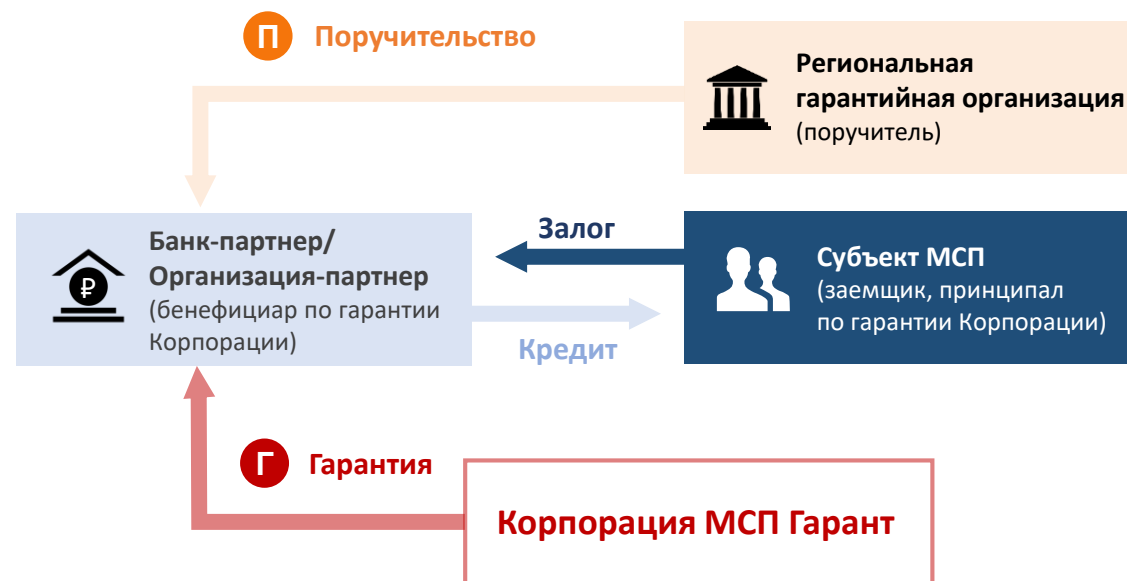 П Поручительство
Региональная
гарантийная организация
(поручитель)
Банк-партнер/
Организация-партнер
(бенефициар по гарантии
Корпорации)
₽
Залог
Кредит
Субъект МСП
(заемщик, принципал
по гарантии Корпорации)
Г Гарантия
Корпорация МСП Гарант